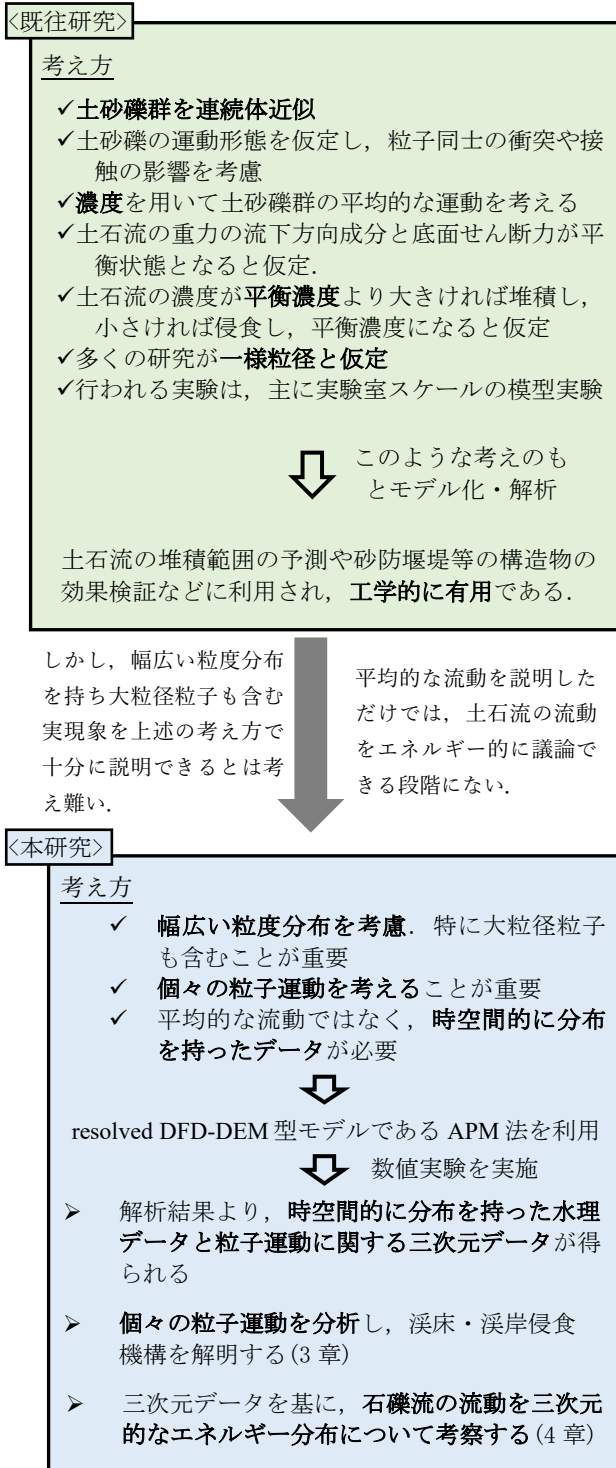 <既往研究>
考え方
✓土砂礫群を連続体近似
✓土砂礫の運動形態を仮定し，粒子同士の衝突や接
触の影響を考慮
✓濃度を用いて土砂礫群の平均的な運動を考える
✓土石流の重力の流下方向成分と底面せん断力が平
衡状態となると仮定．
✓土石流の濃度が平衡濃度より大きければ堆積し，
小さければ侵食し，平衡濃度になると仮定
✓多くの研究が一様粒径と仮定
✓行われる実験は，主に実験室スケールの模型実験
このような考えのも
とモデル化・解析
土石流の堆積範囲の予測や砂防堰堤等の構造物の
効果検証などに利用され，工学的に有用である．
しかし，幅広い粒度分布
を持ち大粒径粒子も含む
実現象を上述の考え方で
十分に説明できるとは考
え難い．
平均的な流動を説明した
だけでは，土石流の流動
をエネルギー的に議論で
きる段階にない．
<本研究>
考え方
✓ 幅広い粒度分布を考慮．特に大粒径粒子
も含むことが重要
✓ 個々の粒子運動を考えることが重要
✓ 平均的な流動ではなく，時空間的に分布
を持ったデータが必要
resolved DFD-DEM 型モデルである APM 法を利用
数値実験を実施
➢ 解析結果より，時空間的に分布を持った水理
データと粒子運動に関する三次元データが得
られる
➢ 個々の粒子運動を分析し，渓床・渓岸侵食
機構を解明する(3 章)
➢ 三次元データを基に，石礫流の流動を三次元
的なエネルギー分布について考察する(4 章)